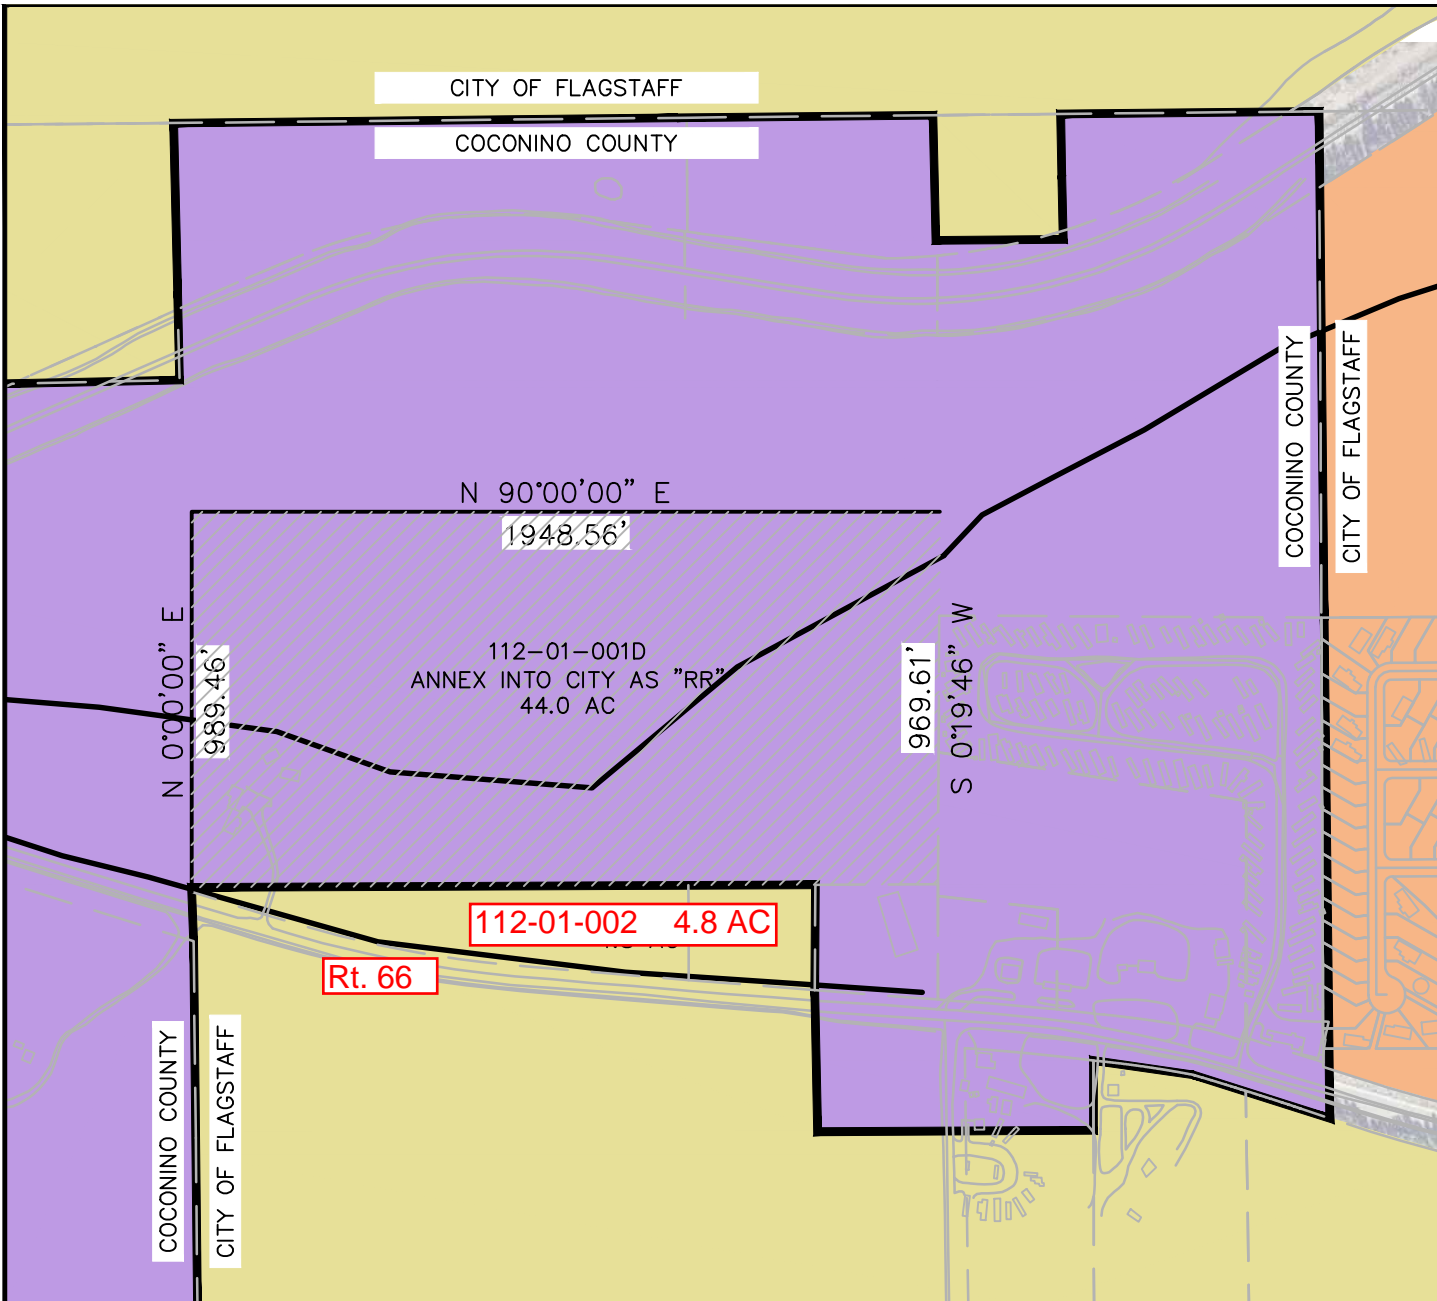 CITY OF FLAGSTAFF
COCONINO COUNTY
COCONINO COUNTY
CITY OF FLAGSTAFF
N 90°00'00" E
1948.56'
N 0°00'00" E
989.46'
112-01-001D
ANNEX INTO CITY AS "RR"
44.0 AC
969.61'
S 0°19'46" W
112-01-002 4.8 AC
Rt. 66
COCONINO COUNTY
CITY OF FLAGSTAFF